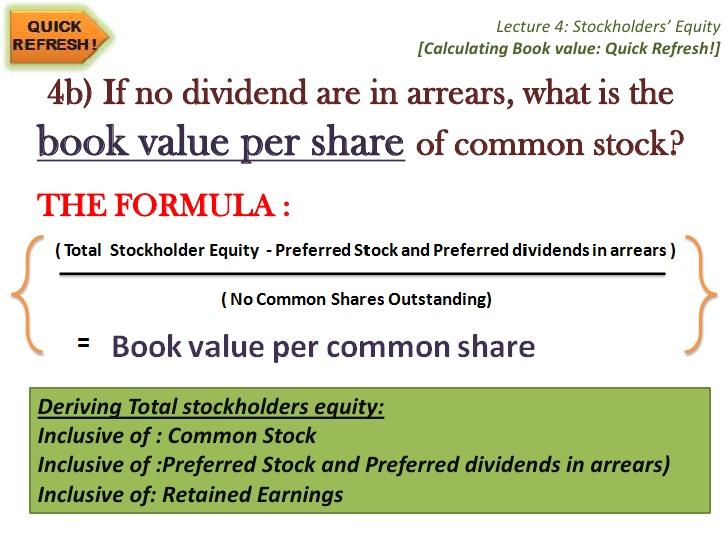 QUICK
REFRESH!
Lecture 4: Stockholders' Equity
[Calculating Book value: Quick Refresh!]
4b) If no dividend are in arrears, what is the
book value per share of common stock?
THE FORMULA :
( Total Stockholder Equity - Preferred Stock and Preferred dividends in arrears )
( No Common Shares Outstanding)
= Book value per common share
Deriving Total stockholders equity:
Inclusive of : Common Stock
Inclusive of :Preferred Stock and Preferred dividends in arrears)
Inclusive of: Retained Earnings